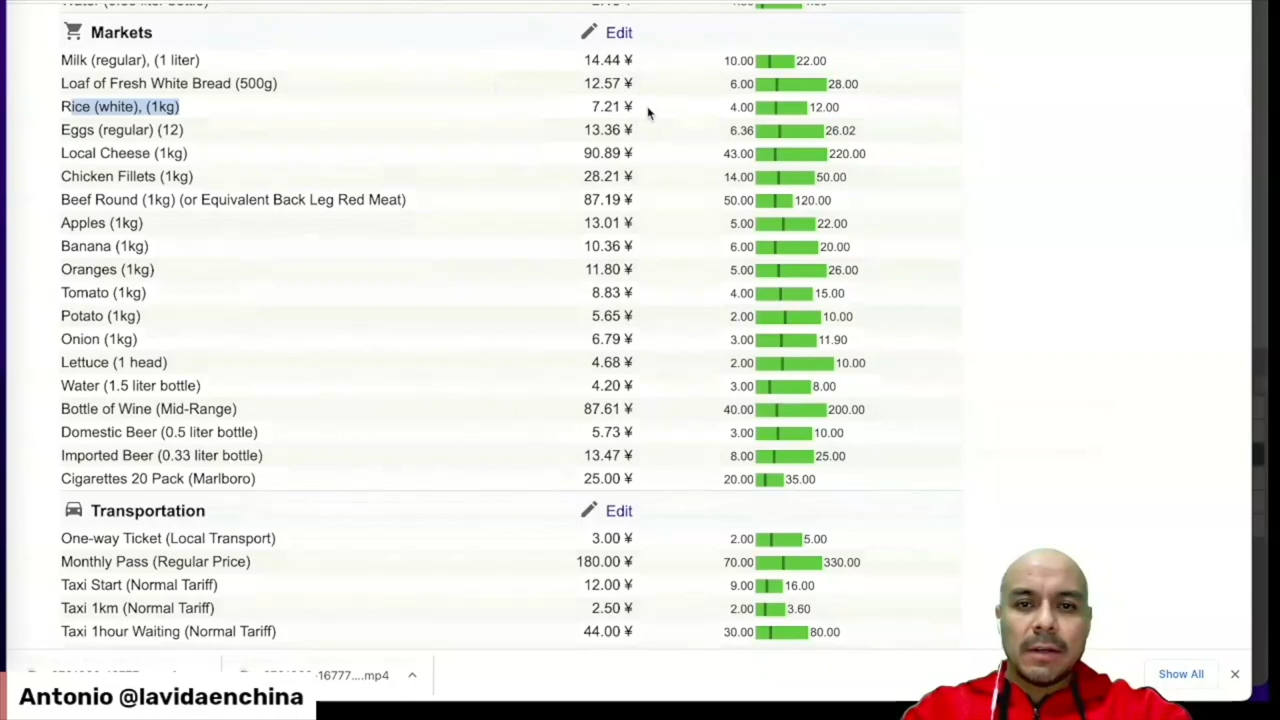 Markets Edit
Milk (regular), (1 liter) 14.44 ¥ 10.00 22.00
Loaf of Fresh White Bread (500g) 12.57 ¥ 6.00 28.00
Rice (white), (1kg) 7.21 ¥ 4.00 12.00
Eggs (regular) (12) 13.36 ¥ 6.36 26.02
Local Cheese (1kg) 90.89 ¥ 43.00 220.00
Chicken Fillets (1kg) 28.21 ¥ 14.00 50.00
Beef Round (1kg) (or Equivalent Back Leg Red Meat) 87.19 ¥ 50.00 120.00
Apples (1kg) 13.01 ¥ 5.00 22.00
Banana (1kg) 10.36 ¥ 6.00 20.00
Oranges (1kg) 11.80 ¥ 5.00 26.00
Tomato (1kg) 8.83 ¥ 4.00 15.00
Potato (1kg) 5.65 ¥ 2.00 10.00
Onion (1kg) 6.79 ¥ 3.00 11.90
Lettuce (1 head) 4.68 ¥ 2.00 10.00
Water (1.5 liter bottle) 4.20 ¥ 3.00 8.00
Bottle of Wine (Mid-Range) 87.61 ¥ 40.00 200.00
Domestic Beer (0.5 liter bottle) 5.73 ¥ 3.00 10.00
Imported Beer (0.33 liter bottle) 13.47 ¥ 8.00 25.00
Cigarettes 20 Pack (Marlboro) 25.00 ¥ 20.00 35.00
Transportation Edit
One-way Ticket (Local Transport) 3.00 ¥ 2.00 5.00
Monthly Pass (Regular Price) 180.00 ¥ 70.00 330.00
Taxi Start (Normal Tariff) 12.00 ¥ 9.00 16.00
Taxi 1km (Normal Tariff) 2.50 ¥ 2.00 3.60
Taxi 1hour Waiting (Normal Tariff) 44.00 ¥ 30.00 80.00
16777....mp4 Show All
Antonio @lavidaenchina